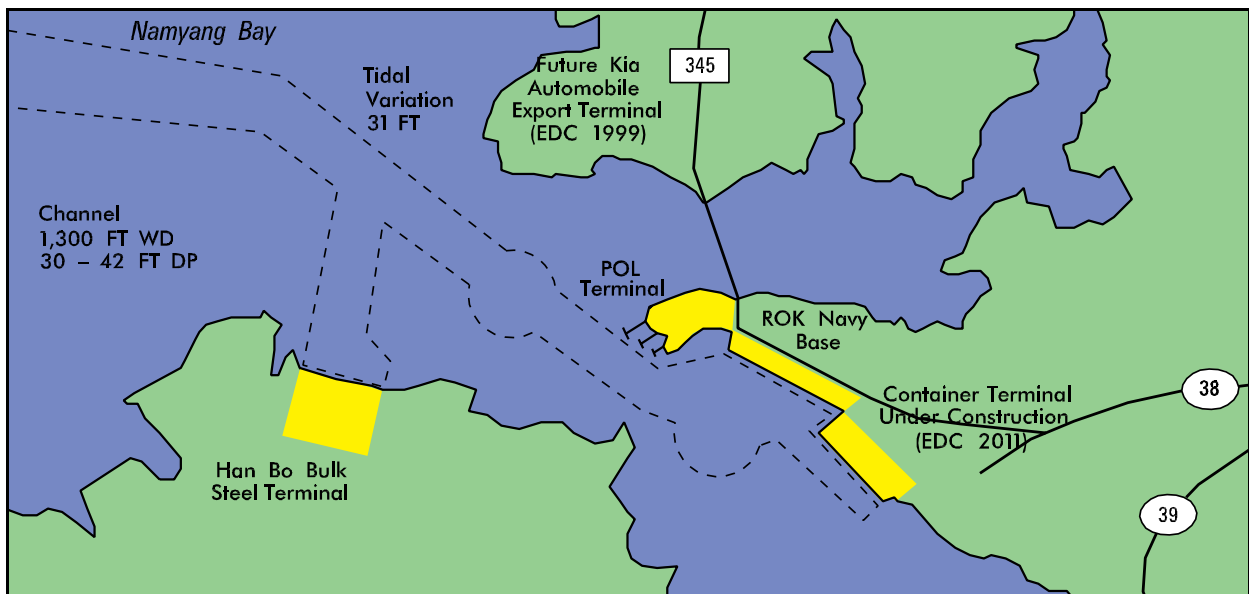 Namyang Bay
Tidal
Variation
31 FT
Future Kia
Automobile
Export Terminal
(EDC 1999)
345
Channel
1,300 FT WD
30 – 42 FT DP
POL
Terminal
ROK Navy
Base
Container Terminal
Under Construction
(EDC 2011)
38
39
Han Bo Bulk
Steel Terminal